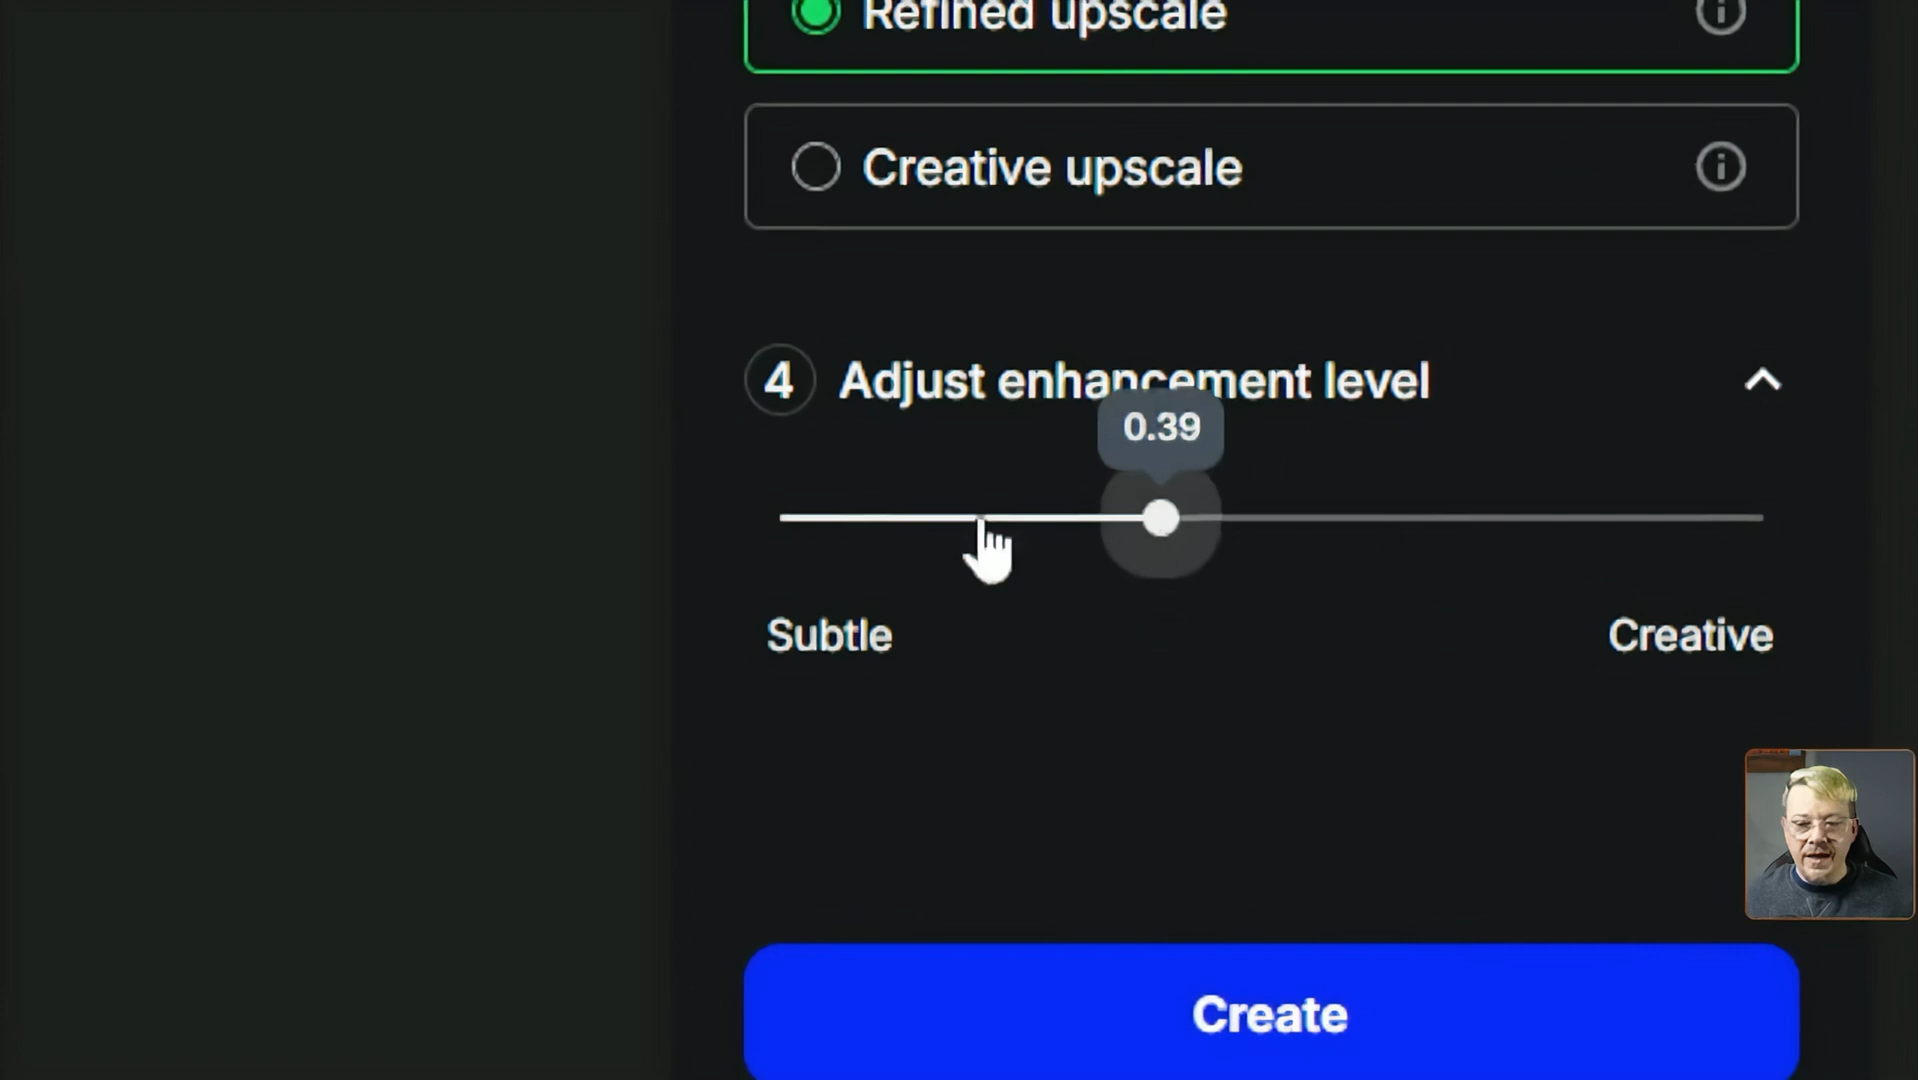 Refined upscale
Creative upscale
4 Adjust enhancement level
0.39
Subtle
Creative
Create